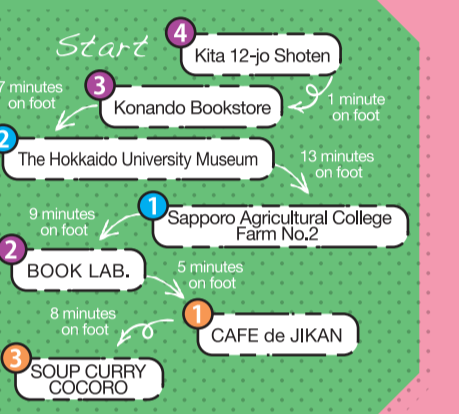 Start
4
Kita 12-jo Shoten
1 minute
on foot
3
Konando Bookstore
7 minutes
on foot
2
The Hokkaido University Museum
13 minutes
on foot
1
Sapporo Agricultural College
Farm No.2
9 minutes
on foot
2
BOOK LAB.
5 minutes
on foot
1
CAFE de JIKAN
8 minutes
on foot
3
SOUP CURRY
COCORO